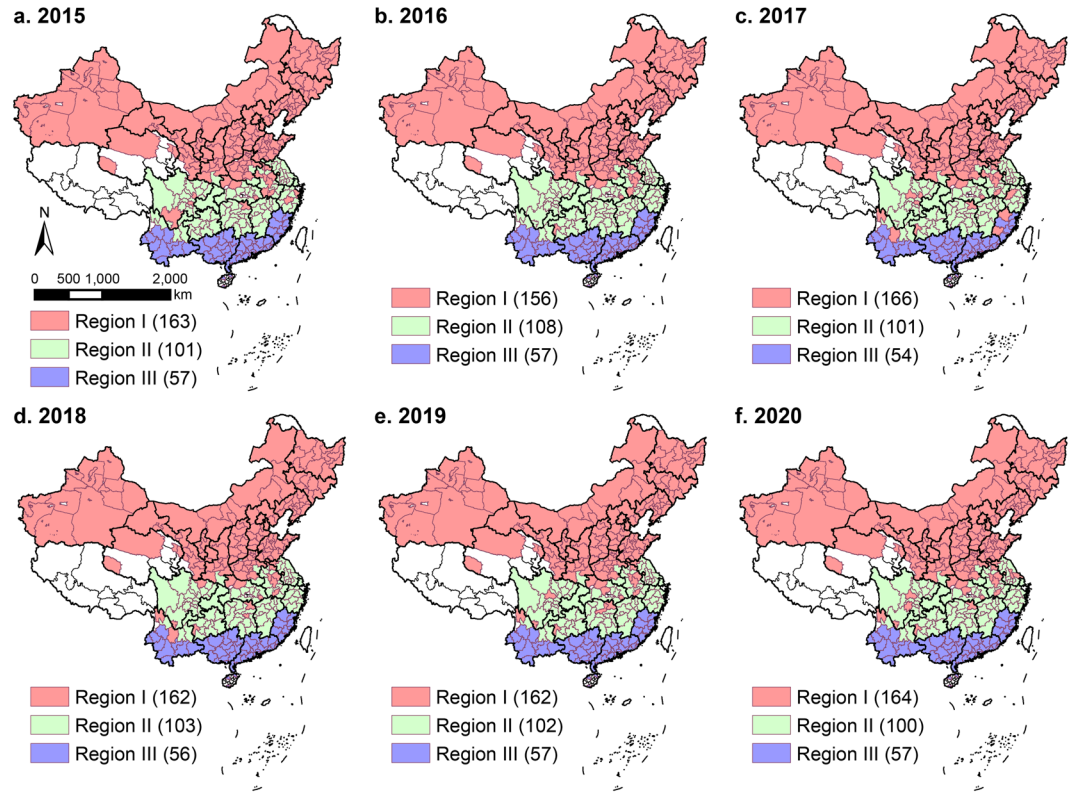 a. 2015
b. 2016
c. 2017
N
0 500 1,000 2,000
km
Region I (163)
Region II (101)
Region III (57)
Region I (156)
Region II (108)
Region III (57)
Region I (166)
Region II (101)
Region III (54)
d. 2018
e. 2019
f. 2020
Region I (162)
Region II (103)
Region III (56)
Region I (162)
Region II (102)
Region III (57)
Region I (164)
Region II (100)
Region III (57)